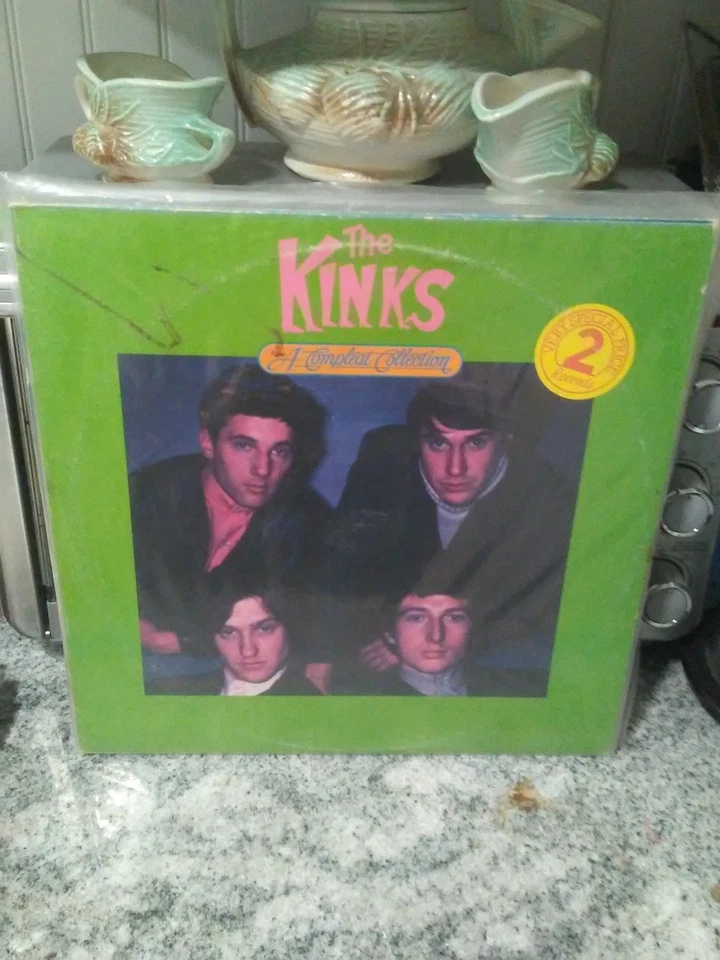 The
KINKS
A Compleat Collection
VERY SPECIAL PRICE
2
Records